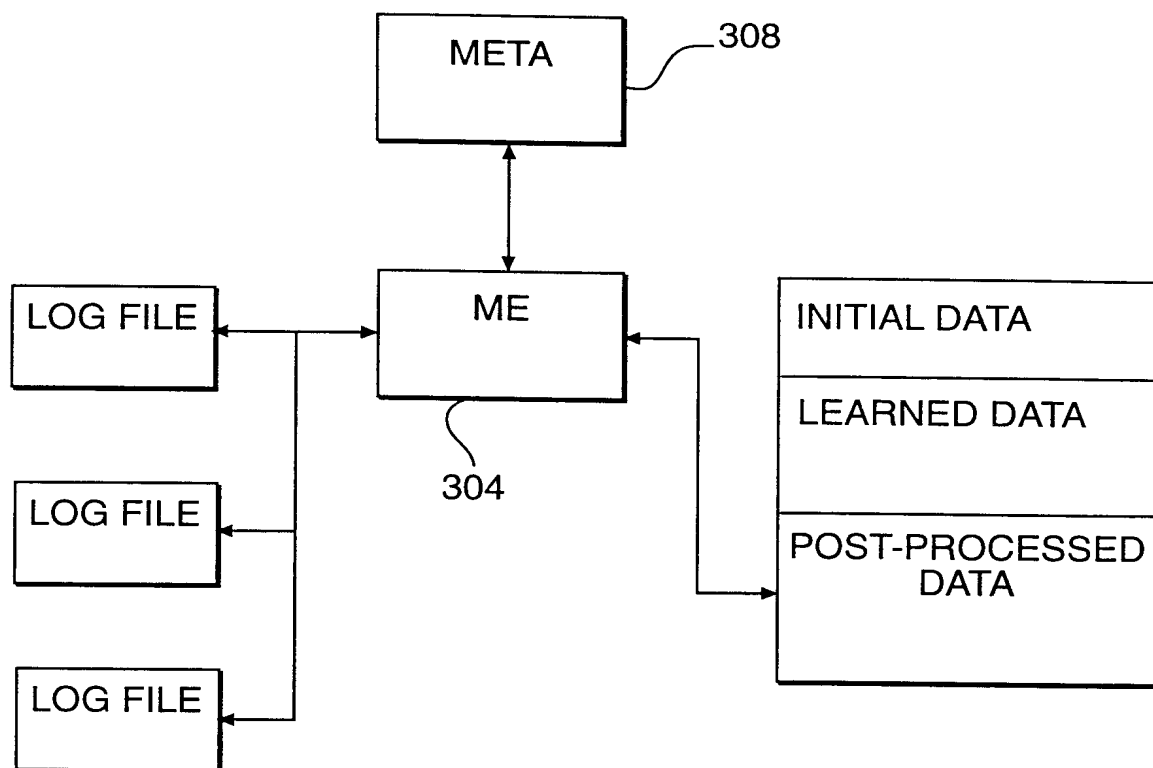 META
308
ME
304
LOG FILE
LOG FILE
LOG FILE
INITIAL DATA
LEARNED DATA
POST-PROCESSED
DATA